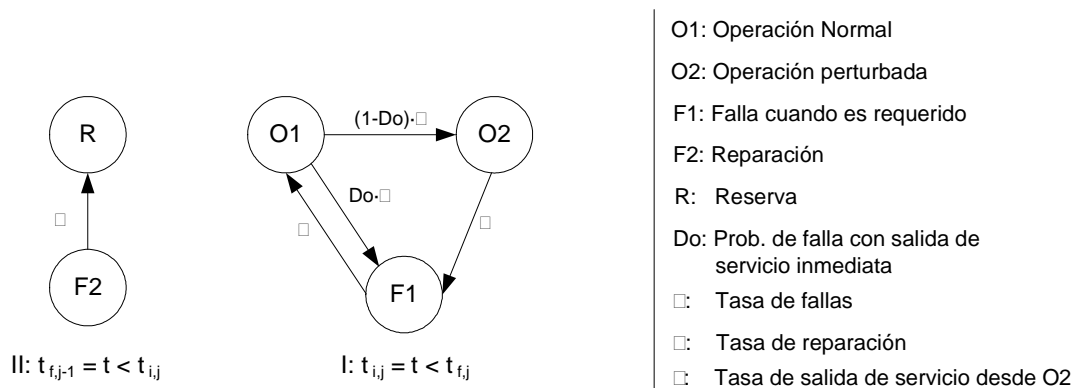 R
F2
□
II: t f,j-1 = t < t i,j
O1
(1-Do)·□
O2
Do·□
□
□
F1
I: t i,j = t < t f,j
O1: Operación Normal
O2: Operación perturbada
F1: Falla cuando es requerido
F2: Reparación
R: Reserva
Do: Prob. de falla con salida de
servicio inmediata
□: Tasa de fallas
□: Tasa de reparación
□: Tasa de salida de servicio desde O2